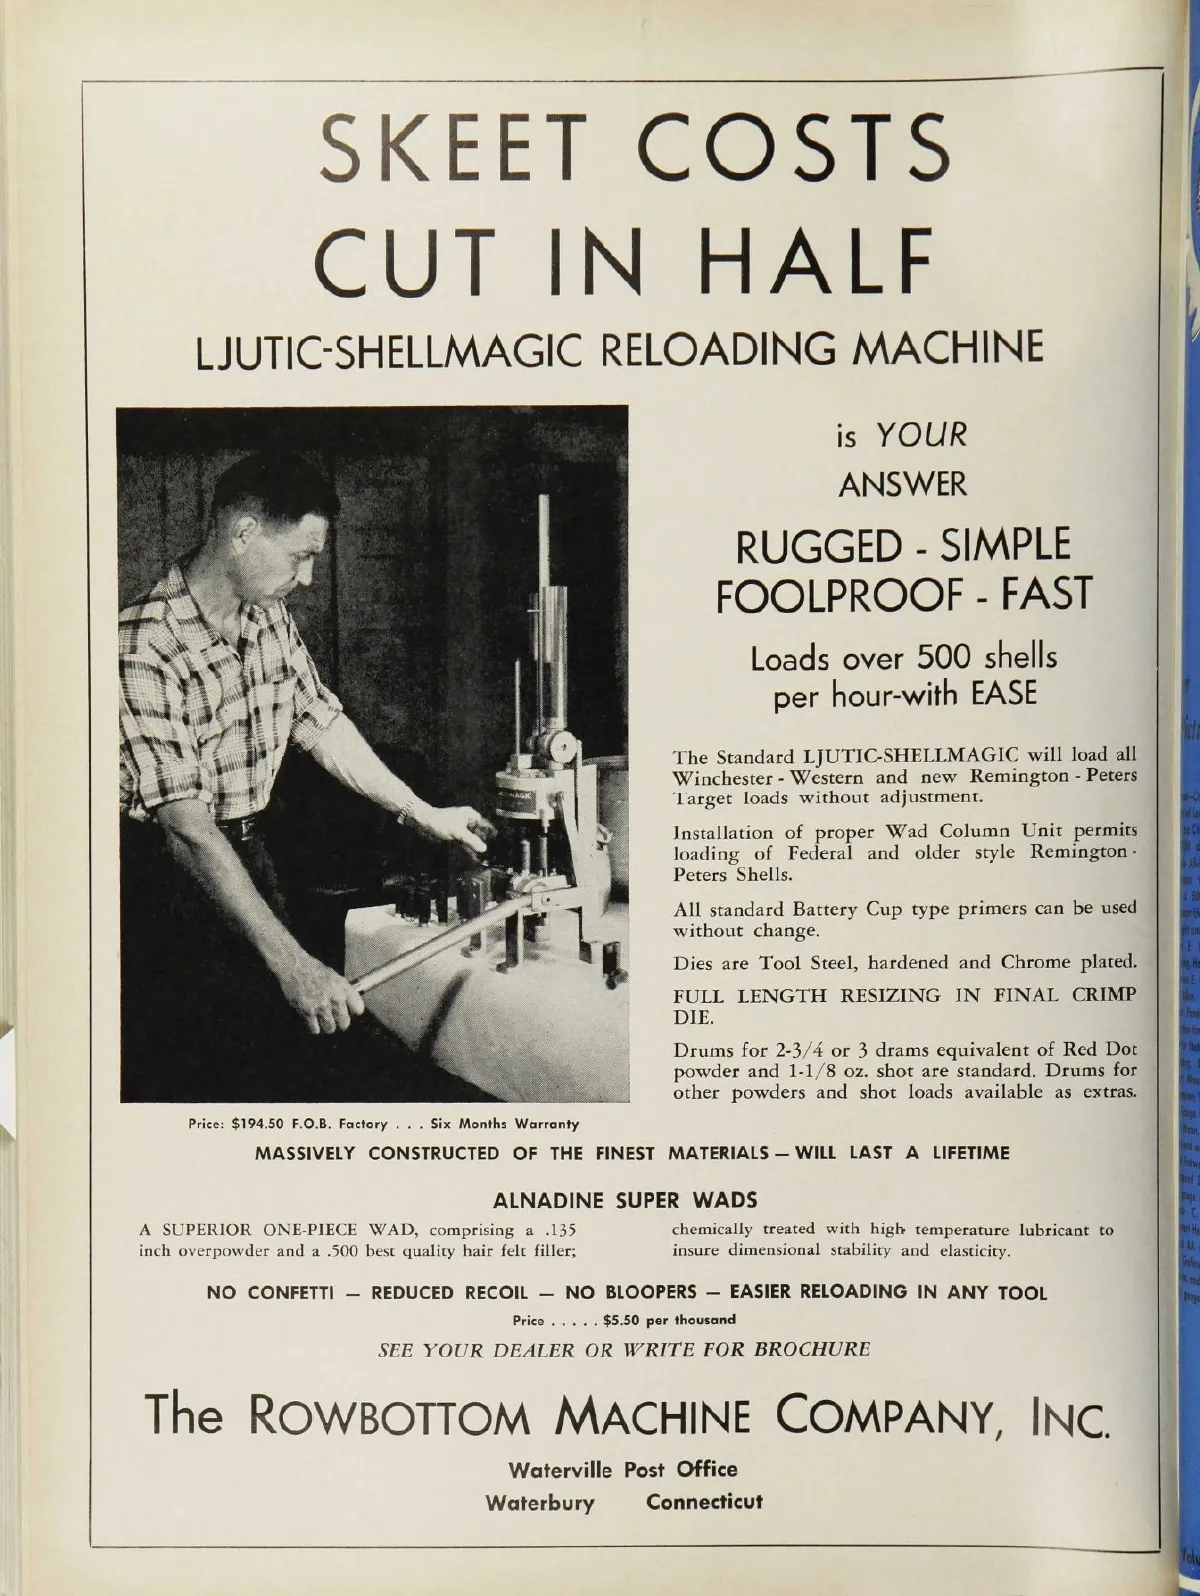 SKEET COSTS
CUT IN HALF
LJUTIC-SHELLMAGIC RELOADING MACHINE
is YOUR
ANSWER
RUGGED - SIMPLE
FOOLPROOF - FAST
Loads over 500 shells
per hour-with EASE
The Standard LJUTIC-SHELLMAGIC will load all
Winchester - Western and new Remington - Peters
Target loads without adjustment.
Installation of proper Wad Column Unit permits
loading of Federal and older style Remington -
Peters Shells.
All standard Battery Cup type primers can be used
without change.
Dies are Tool Steel, hardened and Chrome plated.
FULL LENGTH RESIZING IN FINAL CRIMP
DIE.
Drums for 2-3/4 or 3 drams equivalent of Red Dot
powder and 1-1/8 oz. shot are standard. Drums for
other powders and shot loads available as extras.
Price: $194.50 F.O.B. Factory . . . Six Months Warranty
MASSIVELY CONSTRUCTED OF THE FINEST MATERIALS — WILL LAST A LIFETIME
ALNADINE SUPER WADS
A SUPERIOR ONE-PIECE WAD, comprising a .135
inch overpowder and a .500 best quality hair felt filler;
chemically treated with high temperature lubricant to
insure dimensional stability and elasticity.
NO CONFETTI — REDUCED RECOIL — NO BLOOPERS — EASIER RELOADING IN ANY TOOL
Price . . . . . $5.50 per thousand
SEE YOUR DEALER OR WRITE FOR BROCHURE
The ROWBOTTOM MACHINE COMPANY, INC.
Waterville Post Office
Waterbury Connecticut